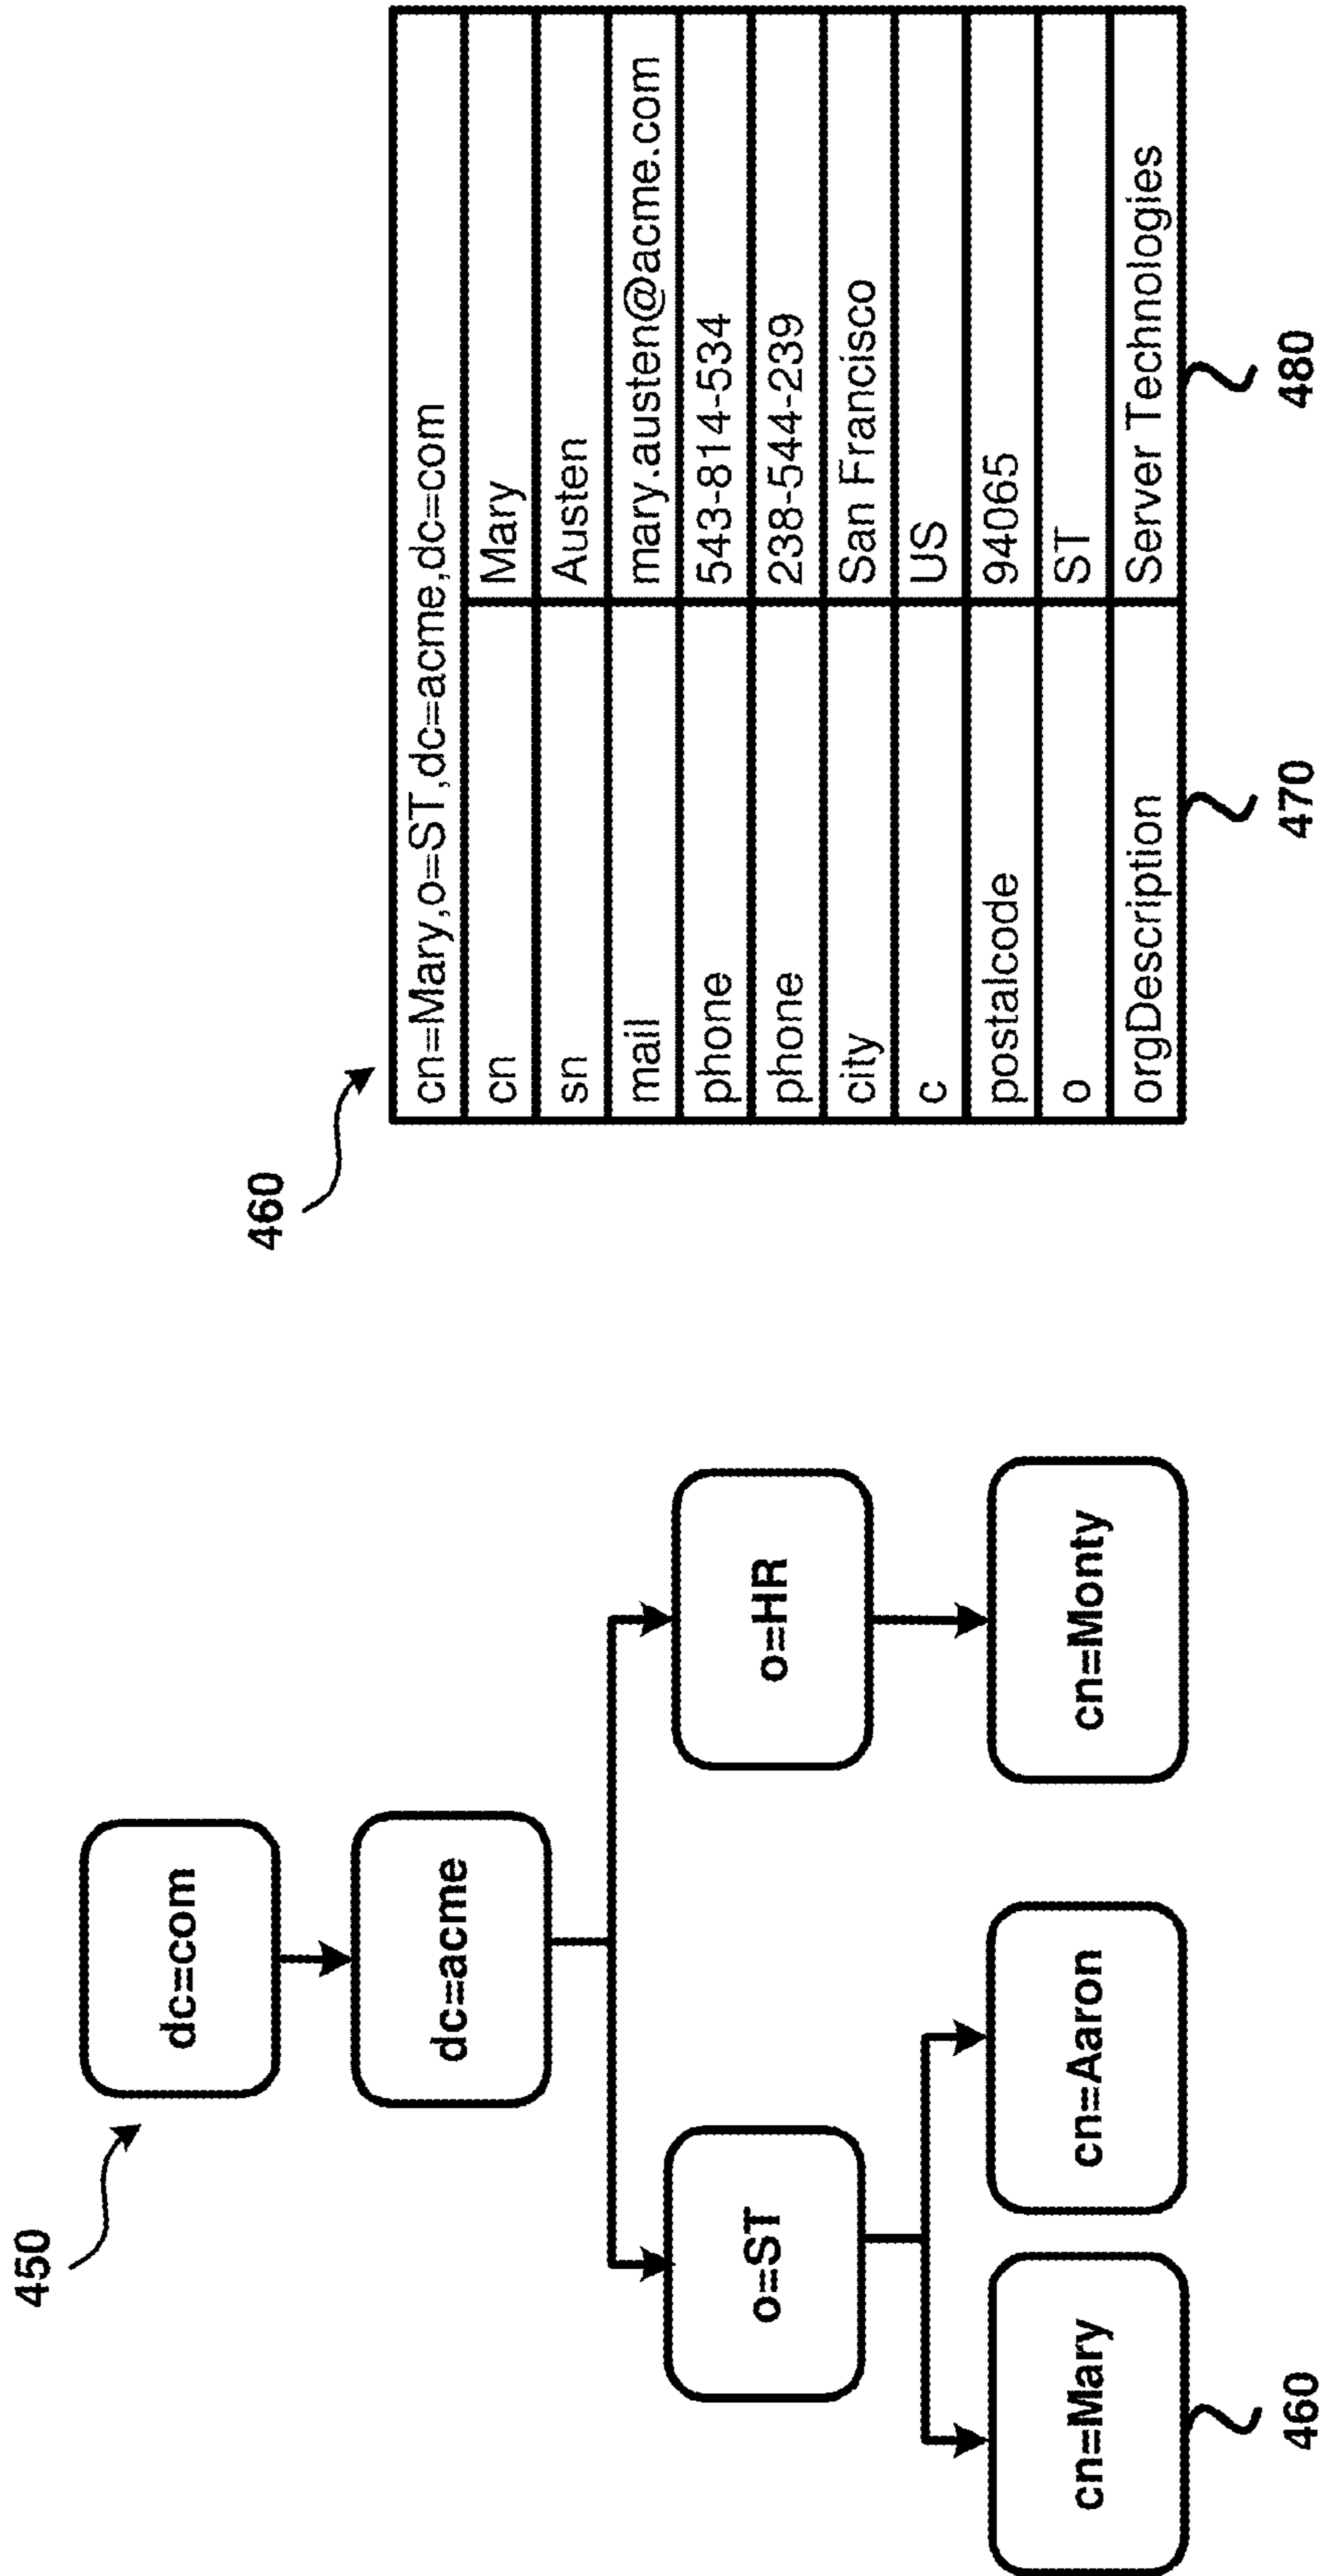 450
dc=com
dc=acme
o=ST
o=HR
cn=Mary
cn=Aaron
cn=Monty
460
460
cn=Mary,o=ST,dc=acme,dc=com
cn Mary
sn Austen
mail mary.austen@acme.com
phone 543-814-534
phone 238-544-239
city San Francisco
c US
postalcode 94065
o ST
orgDescription Server Technologies
470
480